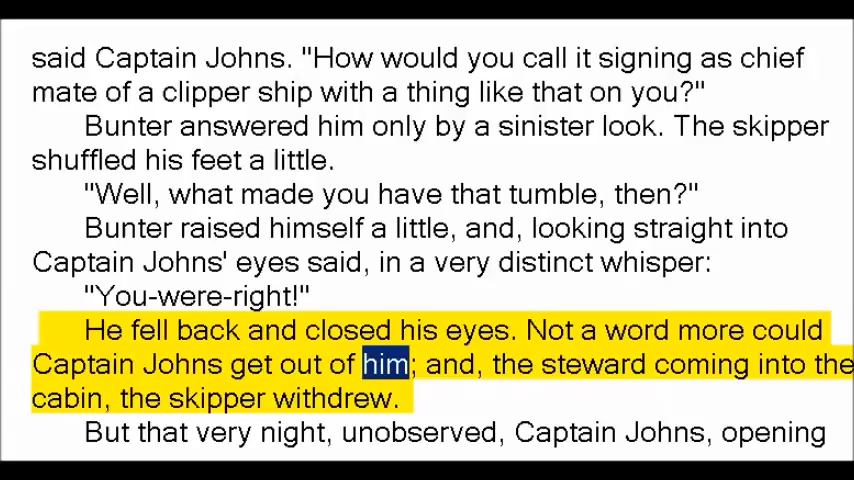 said Captain Johns. "How would you call it signing as chief
mate of a clipper ship with a thing like that on you?"
Bunter answered him only by a sinister look. The skipper
shuffled his feet a little.
"Well, what made you have that tumble, then?"
Bunter raised himself a little, and, looking straight into
Captain Johns' eyes said, in a very distinct whisper:
"You-were-right!"
He fell back and closed his eyes. Not a word more could
Captain Johns get out of him; and, the steward coming into the
cabin, the skipper withdrew.
But that very night, unobserved, Captain Johns, opening